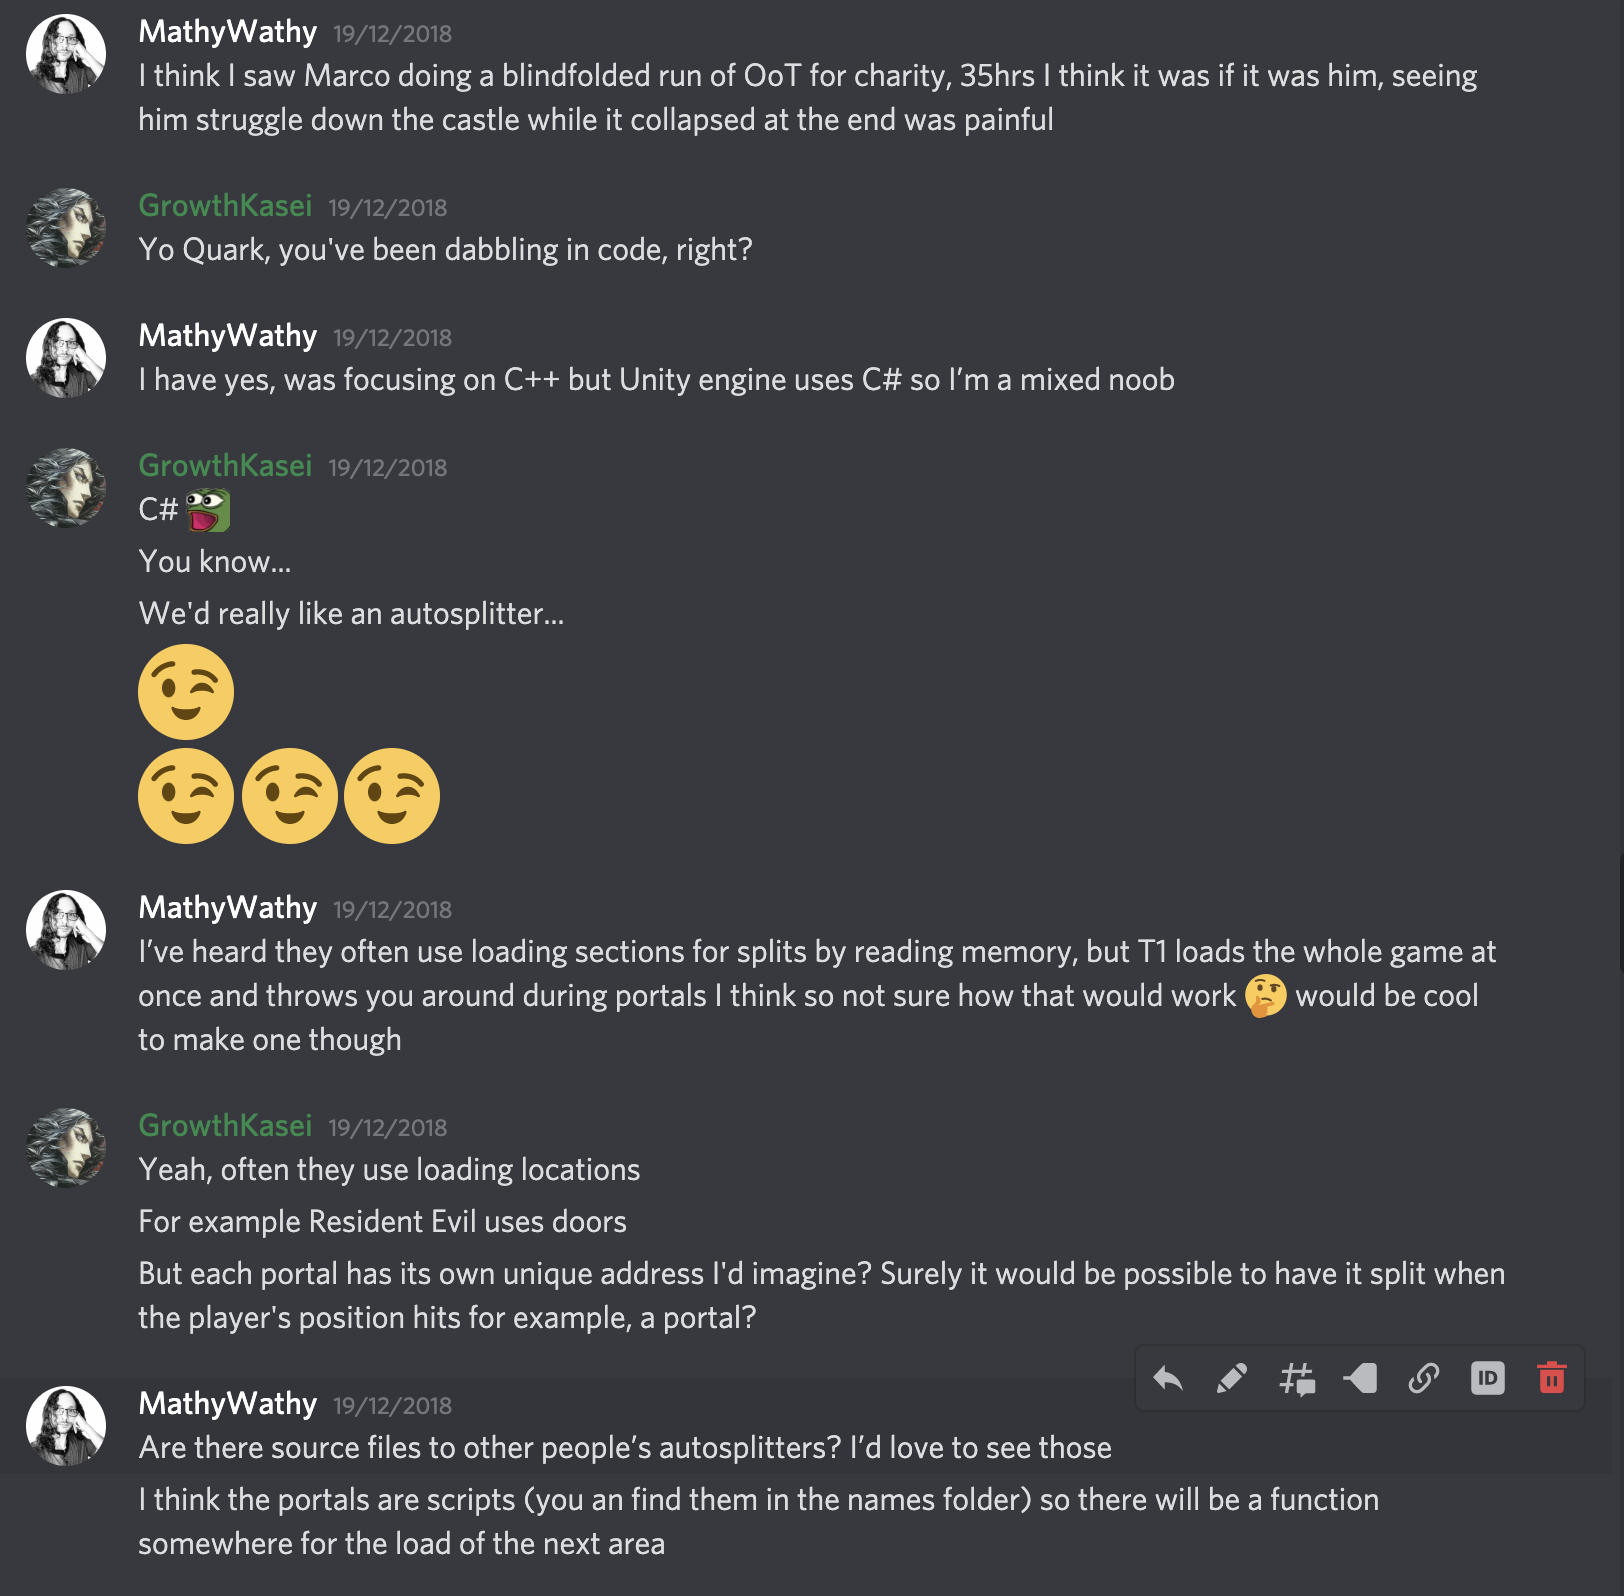 MathyWathy 19/12/2018
I think I saw Marco doing a blindfolded run of OoT for charity, 35hrs I think it was if it was him, seeing
him struggle down the castle while it collapsed at the end was painful
GrowthKasei 19/12/2018
Yo Quark, you've been dabbling in code, right?
MathyWathy 19/12/2018
I have yes, was focusing on C++ but Unity engine uses C# so I’m a mixed noob
GrowthKasei 19/12/2018
C#
You know...
We'd really like an autosplitter...
MathyWathy 19/12/2018
I’ve heard they often use loading sections for splits by reading memory, but T1 loads the whole game at
once and throws you around during portals I think so not sure how that would work 🤔 would be cool
to make one though
GrowthKasei 19/12/2018
Yeah, often they use loading locations
For example Resident Evil uses doors
But each portal has its own unique address I'd imagine? Surely it would be possible to have it split when
the player's position hits for example, a portal?
ID
MathyWathy 19/12/2018
Are there source files to other people’s autosplitters? I’d love to see those
I think the portals are scripts (you an find them in the names folder) so there will be a function
somewhere for the load of the next area